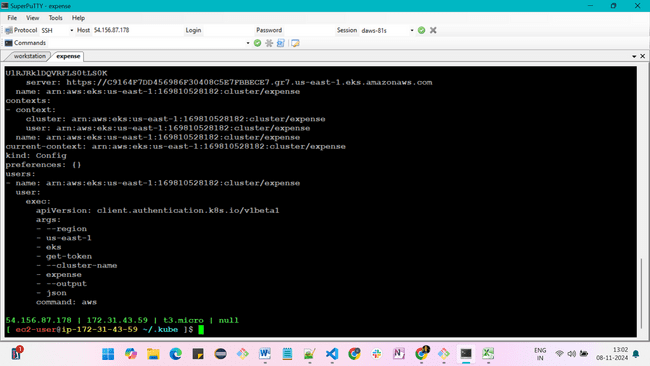 SuperPuTTY - expense
File View Tools Help
Protocol SSH Host 54.156.87.178 Login Password Session daws-81s
Commands
workstation expense
UlRJRklDQVRFLS0tLS0K
server: https://C9164F7DD456986F30408C5E7FBBECE7.gr7.us-east-1.eks.amazonaws.com
name: arn:aws:eks:us-east-1:169810528182:cluster/expense
contexts:
- context:
cluster: arn:aws:eks:us-east-1:169810528182:cluster/expense
user: arn:aws:eks:us-east-1:169810528182:cluster/expense
name: arn:aws:eks:us-east-1:169810528182:cluster/expense
current-context: arn:aws:eks:us-east-1:169810528182:cluster/expense
kind: Config
preferences: {}
users:
- name: arn:aws:eks:us-east-1:169810528182:cluster/expense
user:
exec:
apiVersion: client.authentication.k8s.io/v1beta1
args:
- --region
- us-east-1
- eks
- get-token
- --cluster-name
- expense
- --output
- json
command: aws
54.156.87.178 | 172.31.43.59 | t3.micro | null
[ ec2-user@ip-172-31-43-59 ~/.kube ]$
ENG
IN
13:02
08-11-2024